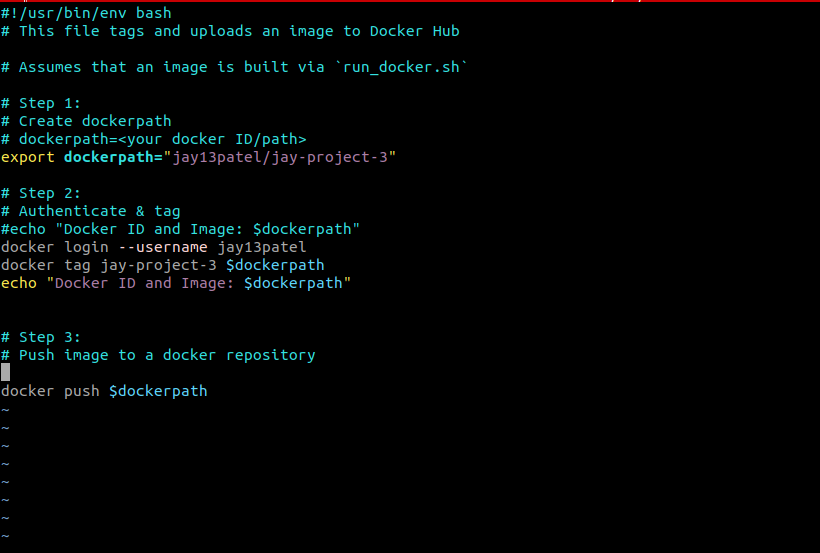 #!/usr/bin/env bash
# This file tags and uploads an image to Docker Hub
# Assumes that an image is built via `run_docker.sh`
# Step 1:
# Create dockerpath
# dockerpath=<your docker ID/path>
export dockerpath="jay13patel/jay-project-3"
# Step 2:
# Authenticate & tag
#echo "Docker ID and Image: $dockerpath"
docker login --username jay13patel
docker tag jay-project-3 $dockerpath
echo "Docker ID and Image: $dockerpath"
# Step 3:
# Push image to a docker repository
docker push $dockerpath
~
~
~
~
~
~
~
~